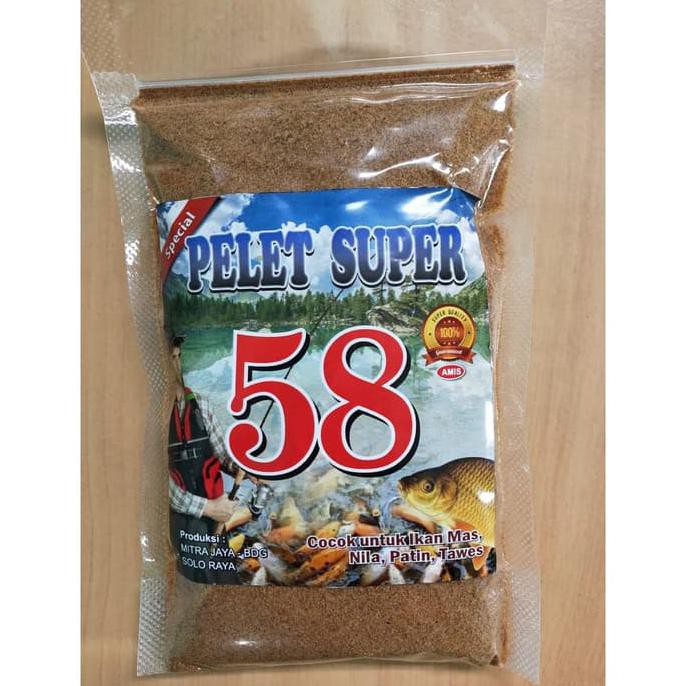 Special
PELET SUPER
58
SUPER QUALITY
100%
Guaranteed
AMIS
Produksi :
MITRA JAYA - BDG
SOLO RAYA
Cocok untuk Ikan Mas,
Nila, Patin, Tawes